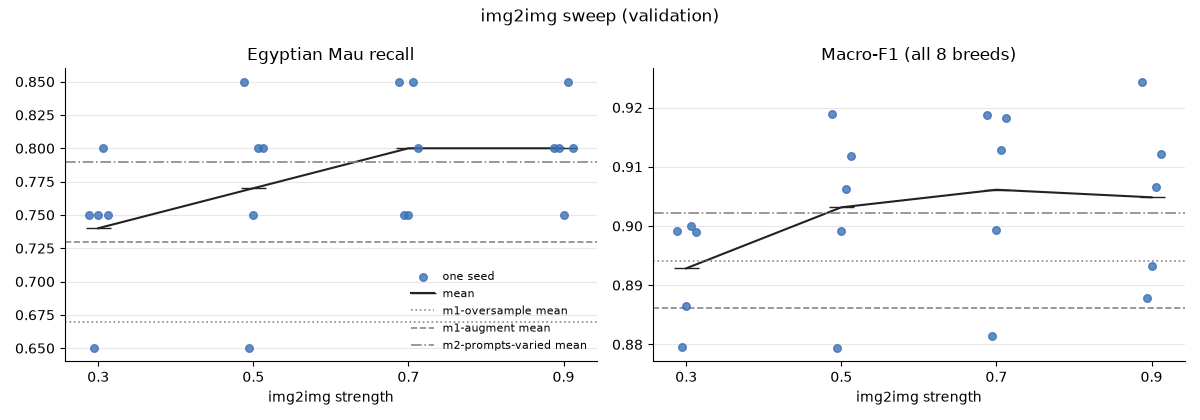 img2img sweep (validation)
Egyptian Mau recall
0.850
0.825
0.800
0.775
0.750
0.725
0.700
0.675
0.650
0.3
0.5
0.7
0.9
img2img strength
one seed
mean
m1-oversample mean
m1-augment mean
m2-prompts-varied mean
Macro-F1 (all 8 breeds)
0.92
0.91
0.90
0.89
0.88
0.3
0.5
0.7
0.9
img2img strength